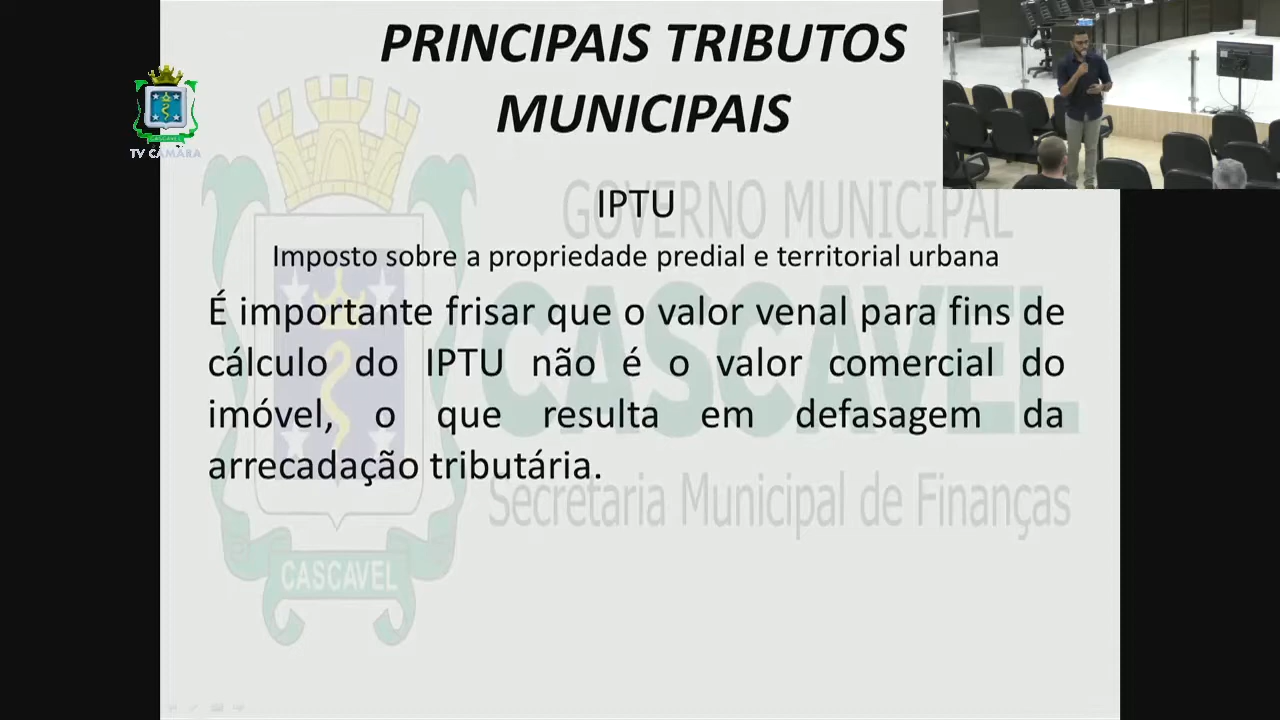 PRINCIPAIS TRIBUTOS
MUNICIPAIS
CASCAVEL
TV CÂMARA
GOVERNO MUNICIPAL
IPTU
Imposto sobre a propriedade predial e territorial urbana
CASCAVEL
É importante frisar que o valor venal para fins de
cálculo do IPTU não é o valor comercial do
imóvel, o que resulta em defasagem da
arrecadação tributária.
Secretaria Municipal de Finanças
CASCAVEL